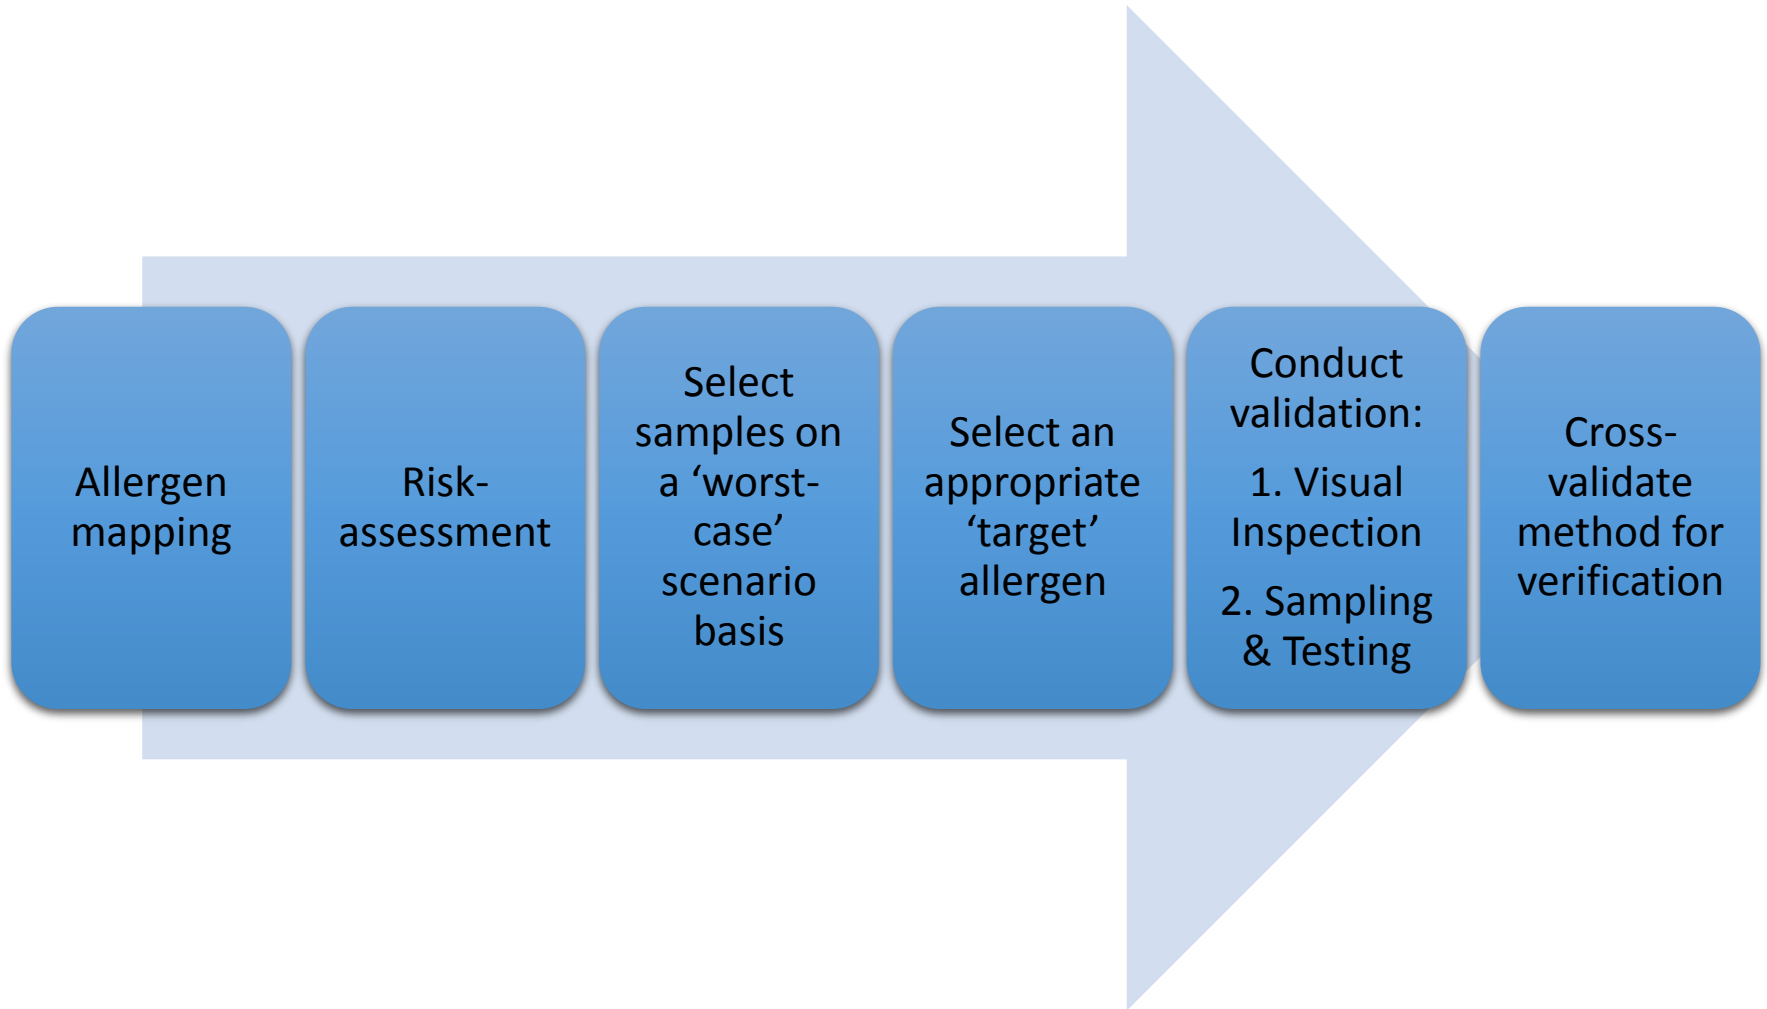 Allergen
mapping
Risk-
assessment
Select
samples on
a ‘worst-
case’
scenario
basis
Select an
appropriate
‘target’
allergen
Conduct
validation:
1. Visual
Inspection
2. Sampling
& Testing
Cross-
validate
method for
verification